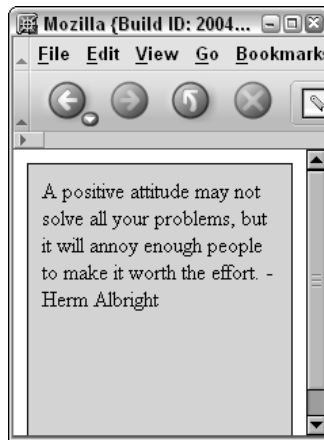 Mozilla {Build ID: 2004...
File Edit View Go Bookmark
A positive attitude may not
solve all your problems, but
it will annoy enough people
to make it worth the effort. -
Herm Albright